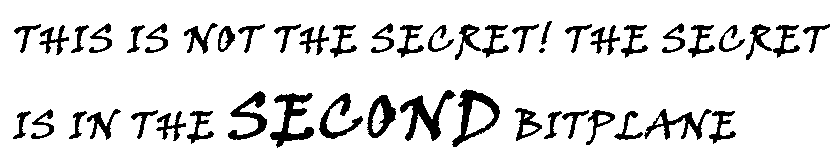 THIS IS NOT THE SECRET! THE SECRET
IS IN THE SECOND BITPLANE